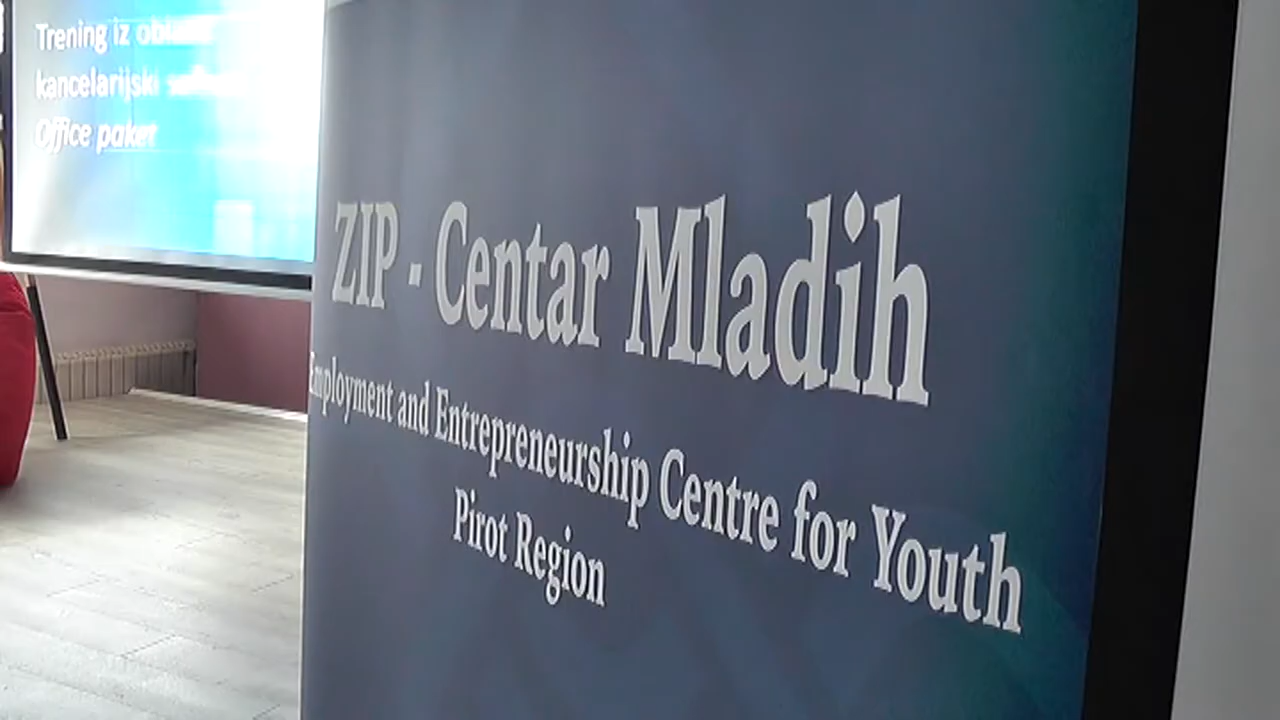 Trening iz oblasti
kancelarijski
Office paket
ZIP - Centar Mladih
Employment and Entrepreneurship Centre for Youth
Pirot Region